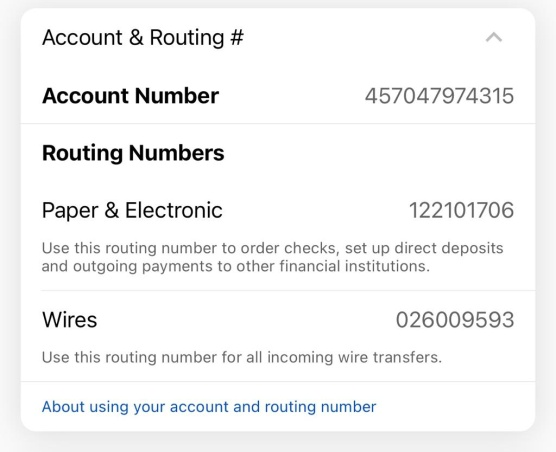 Account & Routing #
Account Number 457047974315
Routing Numbers
Paper & Electronic 122101706
Use this routing number to order checks, set up direct deposits
and outgoing payments to other financial institutions.
Wires 026009593
Use this routing number for all incoming wire transfers.
About using your account and routing number